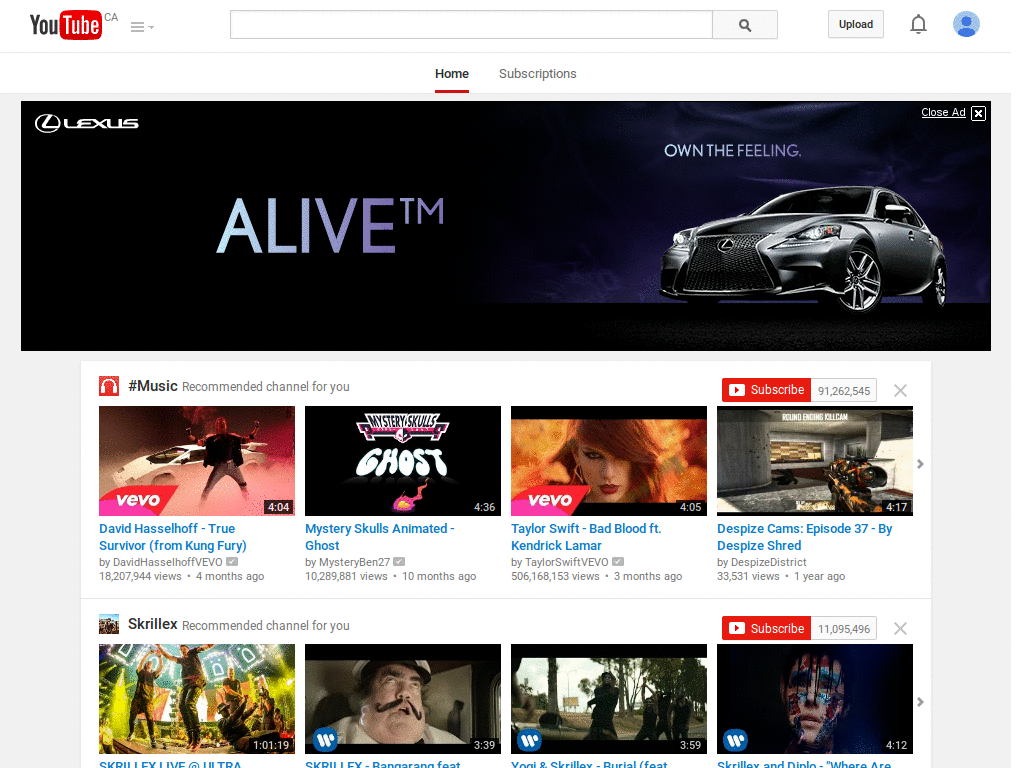 YouTube CA
Upload
Home Subscriptions
LEXUS
Close Ad X
OWN THE FEELING.
ALIVE™
#Music Recommended channel for you
Subscribe 91,262,545
MYSTERY SKULLS
GHOST
ROUND ENDING KILLCAM
vevo
vevo
4:04 4:36 4:05 4:17
David Hasselhoff - True
Survivor (from Kung Fury)
by DavidHasselhoffVEVO
18,207,944 views • 4 months ago
Mystery Skulls Animated -
Ghost
by MysteryBen27
10,289,881 views • 10 months ago
Taylor Swift - Bad Blood ft.
Kendrick Lamar
by TaylorSwiftVEVO
506,168,153 views • 3 months ago
Despize Cams: Episode 37 - By
Despize Shred
by DespizeDistrict
33,531 views • 1 year ago
Skrillex Recommended channel for you
Subscribe 11,095,496
1:01:19 3:39 3:59 4:12
SKRILLEX LIVE @ ULTRA
SKRILLEX - Bangarang feat
Yogi & Skrillex - Burial (feat
Skrillex and Diplo - "Where Are